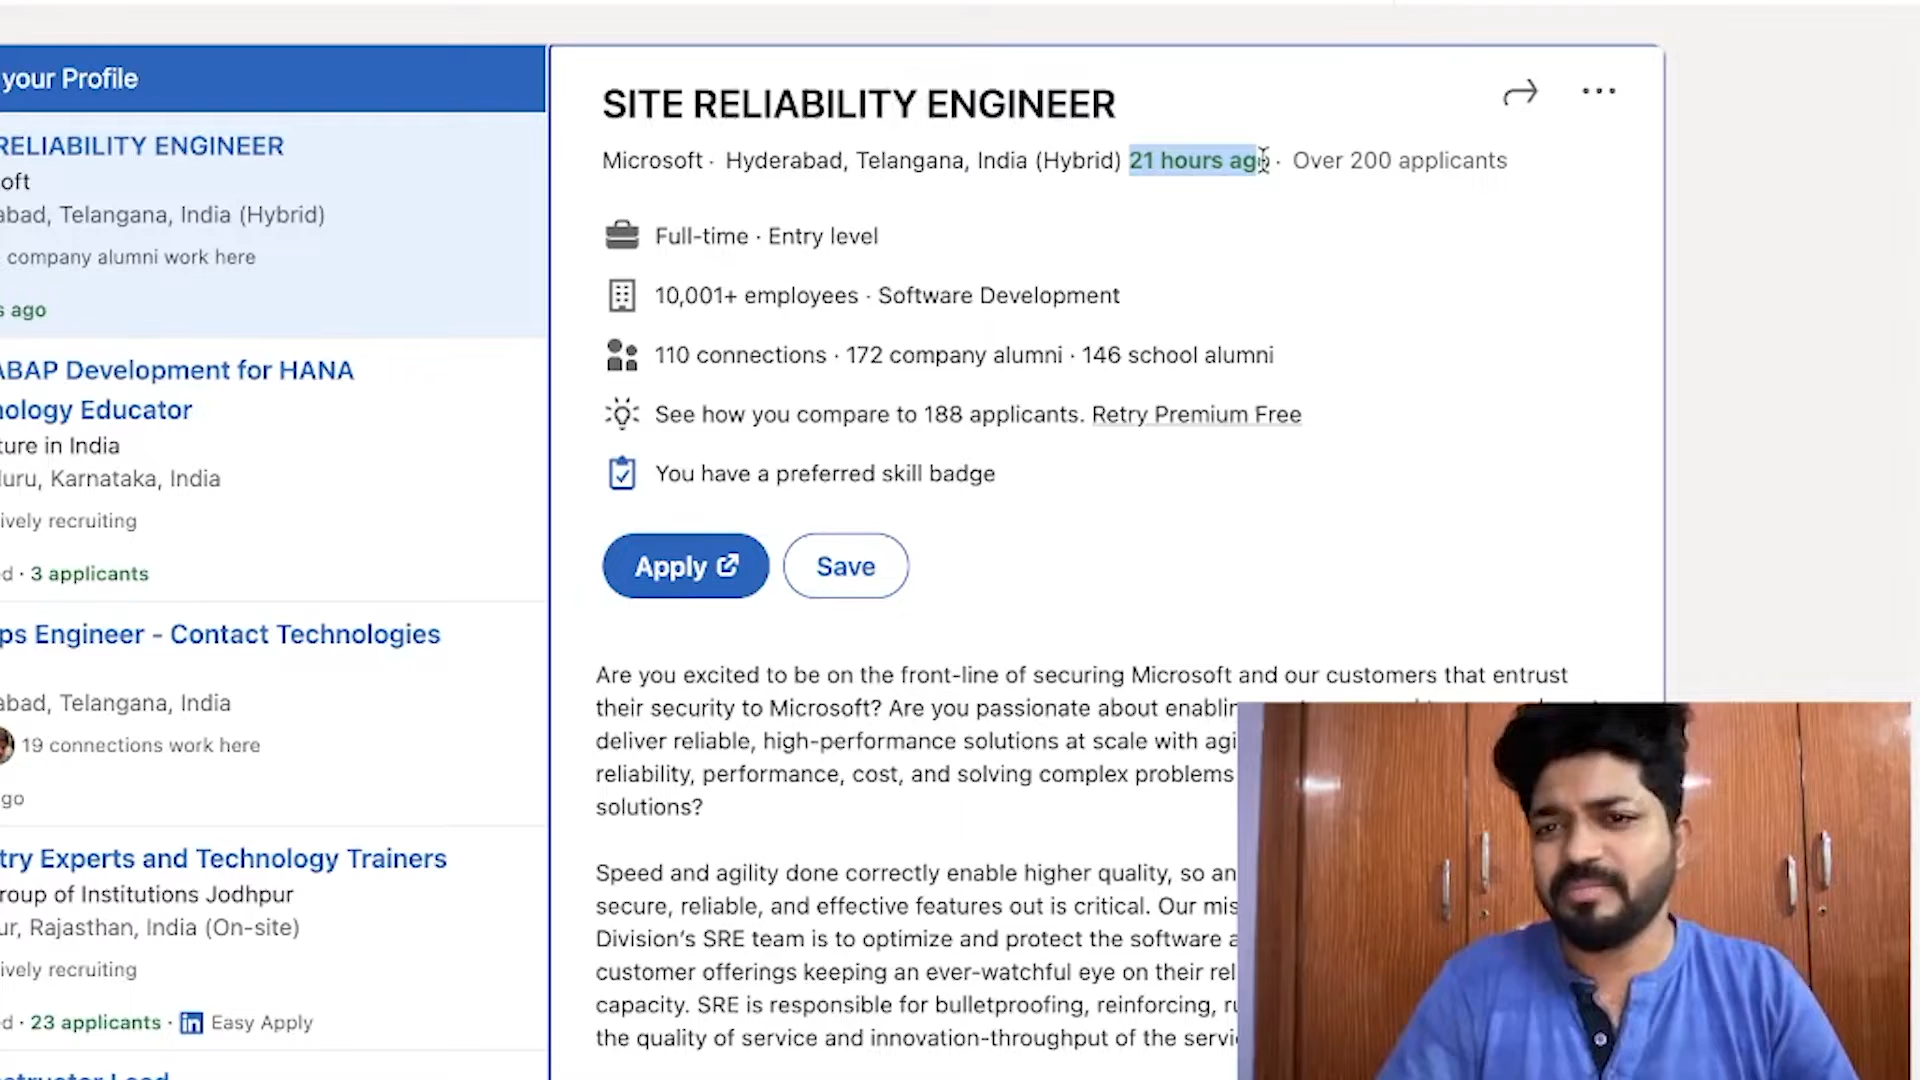 your Profile
RELIABILITY ENGINEER
oft
abad, Telangana, India (Hybrid)
company alumni work here
s ago
ABAP Development for HANA
nology Educator
ture in India
luru, Karnataka, India
ively recruiting
d · 3 applicants
ps Engineer - Contact Technologies
abad, Telangana, India
19 connections work here
go
try Experts and Technology Trainers
roup of Institutions Jodhpur
ur, Rajasthan, India (On-site)
ively recruiting
d · 23 applicants · in Easy Apply
SITE RELIABILITY ENGINEER
Microsoft · Hyderabad, Telangana, India (Hybrid) 21 hours ago · Over 200 applicants
Full-time · Entry level
10,001+ employees · Software Development
110 connections · 172 company alumni · 146 school alumni
See how you compare to 188 applicants. Retry Premium Free
You have a preferred skill badge
Apply
Save
Are you excited to be on the front-line of securing Microsoft and our customers that entrust
their security to Microsoft? Are you passionate about enablin
deliver reliable, high-performance solutions at scale with agi
reliability, performance, cost, and solving complex problems
solutions?
Speed and agility done correctly enable higher quality, so an
secure, reliable, and effective features out is critical. Our mis
Division's SRE team is to optimize and protect the software a
customer offerings keeping an ever-watchful eye on their rel
capacity. SRE is responsible for bulletproofing, reinforcing, ru
the quality of service and innovation-throughput of the servi